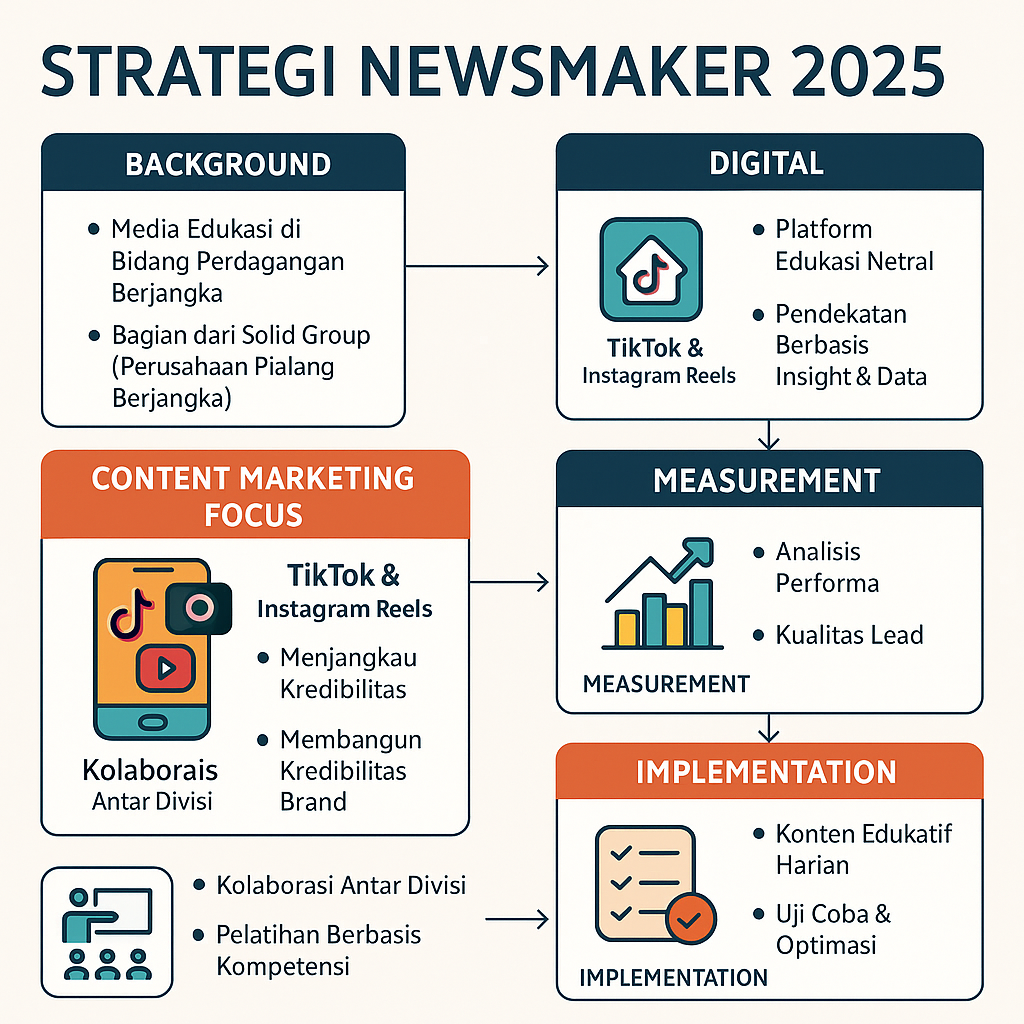 STRATEGI NEWSMAKER 2025
BACKGROUND
• Media Edukasi di
Bidang Perdagangan
Berjangka
• Bagian dari Solid Group
(Perusahaan Pialang
Berjangka)
DIGITAL
TikTok &
Instagram Reels
• Platform
Edukasi Netral
• Pendekatan
Berbasis
Insight & Data
CONTENT MARKETING
FOCUS
Kolaborais
Antar Divisi
TikTok &
Instagram Reels
• Menjangkau
Kredibilitas
• Membangun
Kredibilitas
Brand
MEASUREMENT
MEASUREMENT
• Analisis
Performa
• Kualitas Lead
• Kolaborasi Antar Divisi
• Pelatihan Berbasis
Kompetensi
IMPLEMENTATION
IMPLEMENTATION
• Konten Edukatif
Harian
• Uji Coba &
Optimasi